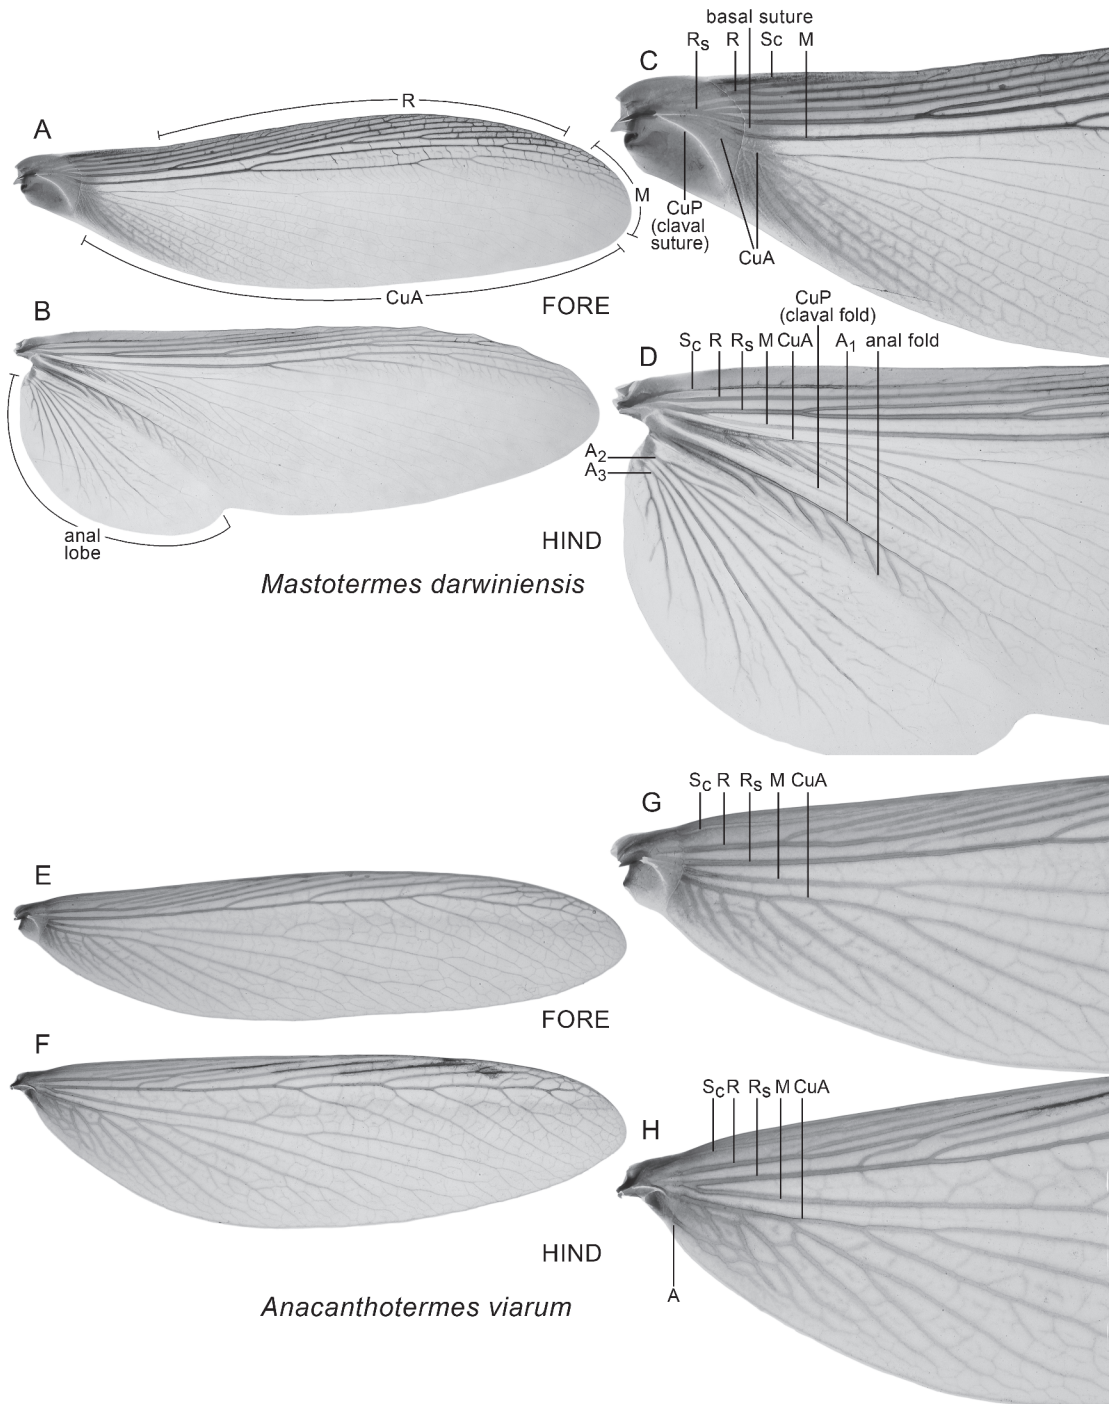 A
R
M
CuA
FORE
B
anal
lobe
HIND
Mastotermes darwiniensis
C
basal suture
Rs R Sc M
CuP
(claval
suture)
CuA
D
CuP
(claval fold)
Sc R Rs M CuA A1 anal fold
A2
A3
E
FORE
F
HIND
Anacanthotermes viarum
G
Sc R Rs M CuA
H
Sc R Rs M CuA
A